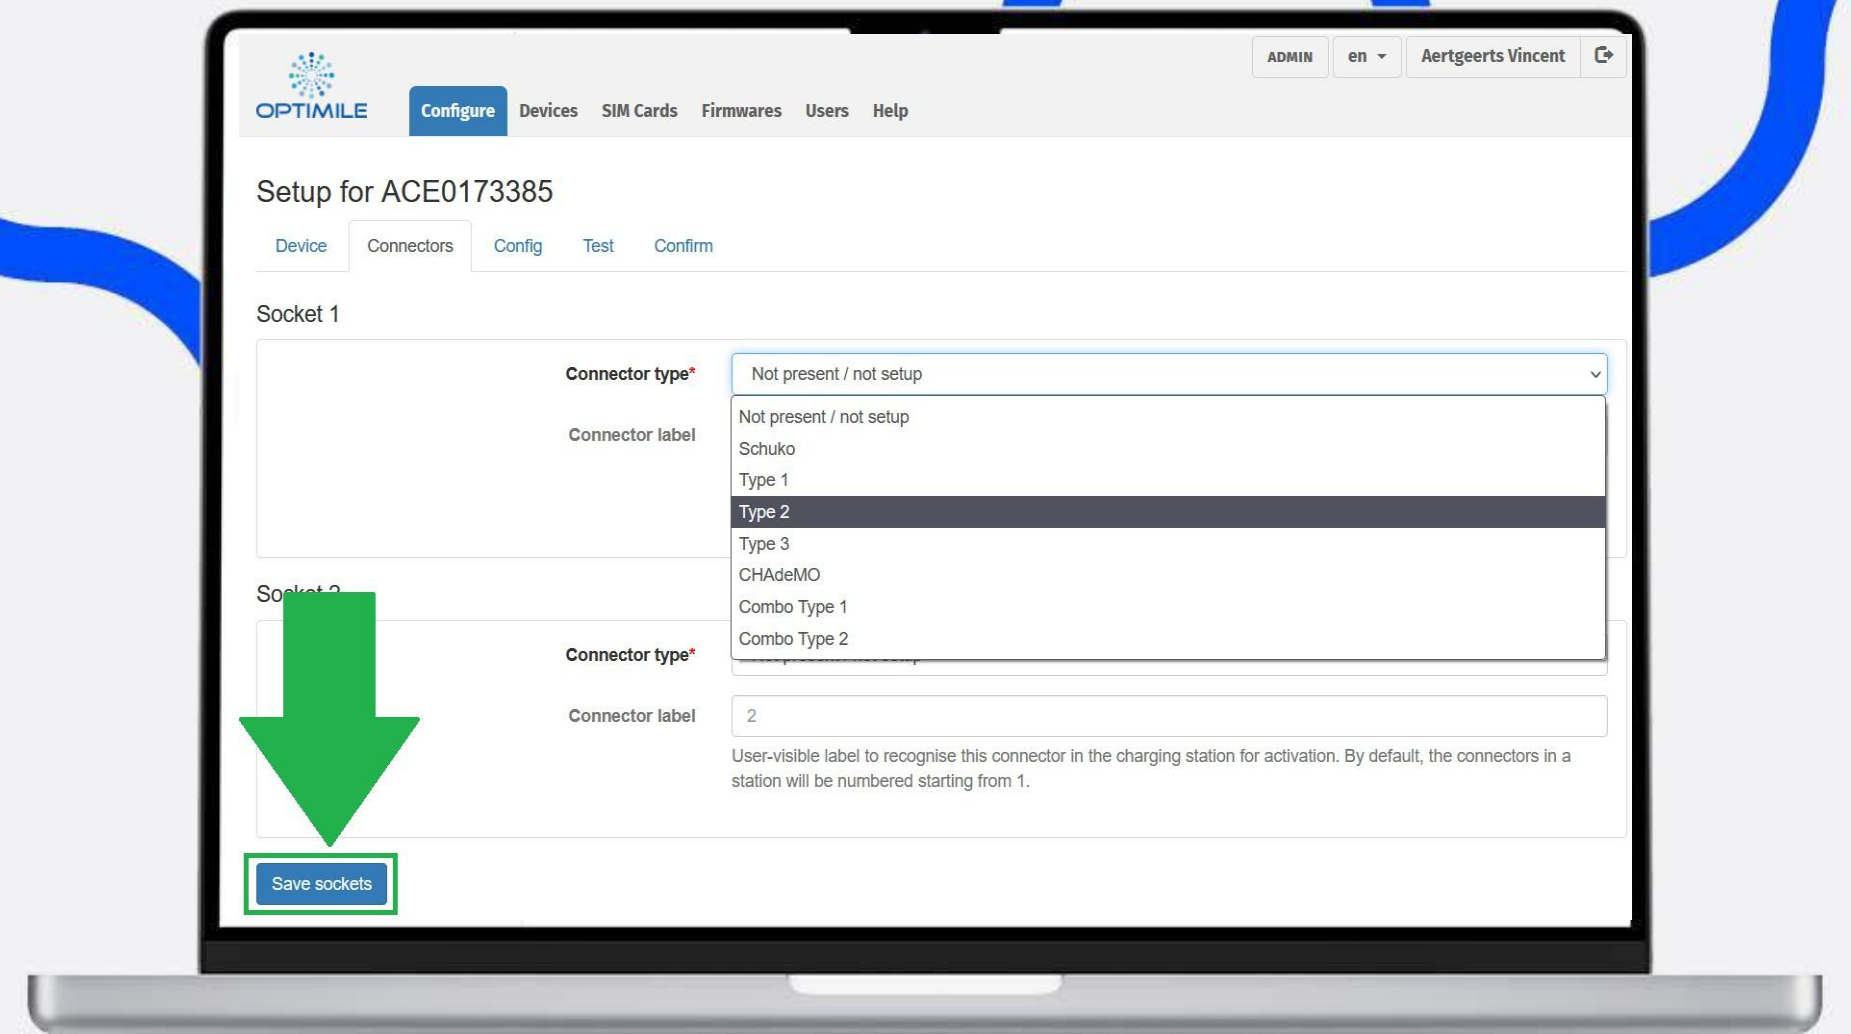 ADMIN en Aertgeerts Vincent
OPTIMILE
Configure Devices SIM Cards Firmwares Users Help
Setup for ACE0173385
Device Connectors Config Test Confirm
Socket 1
Connector type* Not present / not setup
Not present / not setup
Connector label
Schuko
Type 1
Type 2
Type 3
CHAdeMO
Combo Type 1
Combo Type 2
Connector type*
Connector label 2
User-visible label to recognise this connector in the charging station for activation. By default, the connectors in a
station will be numbered starting from 1.
Save sockets